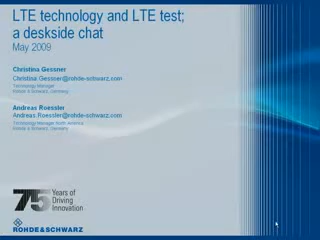 LTE technology and LTE test;
a deskside chat
May 2009
Christina Gessner
Christina.Gessner@rohde-schwarz.com
Technology Manager
Rohde & Schwarz, Germany
Andreas Roessler
Andreas.Roessler@rohde-schwarz.com
Technology Manager North America
Rohde & Schwarz, Germany
75 Years of
Driving
Innovation
ROHDE&SCHWARZ